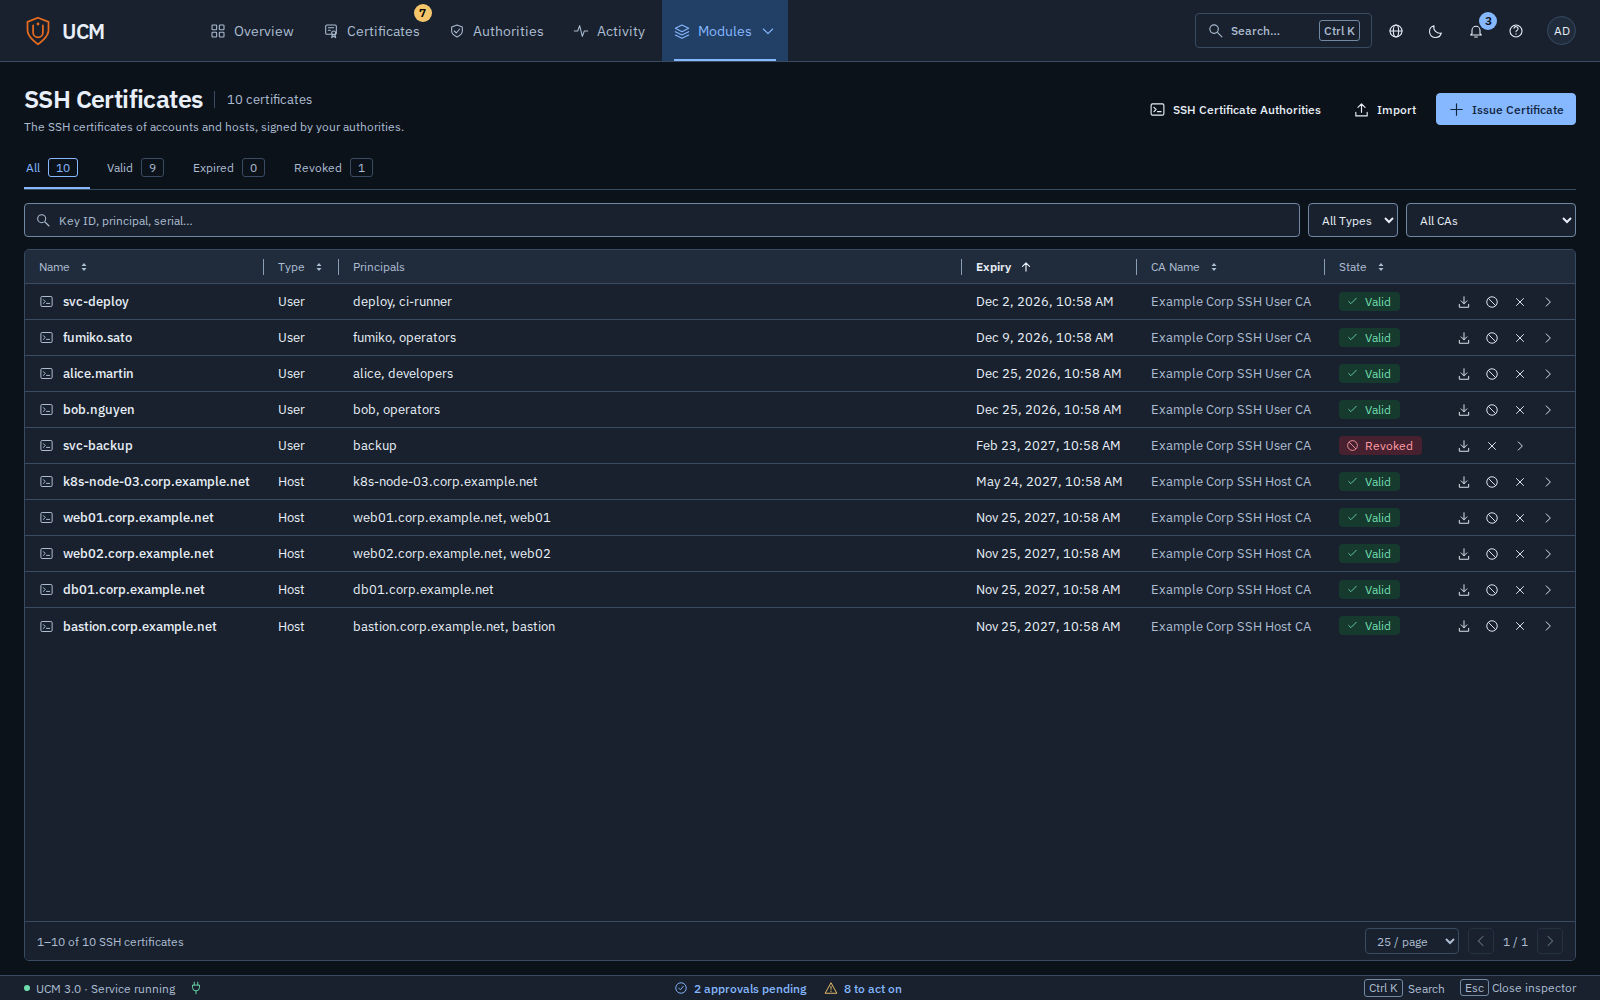 UCM
Overview
Certificates
7
Authorities
Activity
Modules
Search...
Ctrl K
3
AD
SSH Certificates
10 certificates
The SSH certificates of accounts and hosts, signed by your authorities.
SSH Certificate Authorities
Import
Issue Certificate
All 10
Valid 9
Expired 0
Revoked 1
Key ID, principal, serial...
All Types
All CAs
Name Type Principals Expiry CA Name State
svc-deploy User deploy, ci-runner Dec 2, 2026, 10:58 AM Example Corp SSH User CA Valid
fumiko.sato User fumiko, operators Dec 9, 2026, 10:58 AM Example Corp SSH User CA Valid
alice.martin User alice, developers Dec 25, 2026, 10:58 AM Example Corp SSH User CA Valid
bob.nguyen User bob, operators Dec 25, 2026, 10:58 AM Example Corp SSH User CA Valid
svc-backup User backup Feb 23, 2027, 10:58 AM Example Corp SSH User CA Revoked
k8s-node-03.corp.example.net Host k8s-node-03.corp.example.net May 24, 2027, 10:58 AM Example Corp SSH Host CA Valid
web01.corp.example.net Host web01.corp.example.net, web01 Nov 25, 2027, 10:58 AM Example Corp SSH Host CA Valid
web02.corp.example.net Host web02.corp.example.net, web02 Nov 25, 2027, 10:58 AM Example Corp SSH Host CA Valid
db01.corp.example.net Host db01.corp.example.net Nov 25, 2027, 10:58 AM Example Corp SSH Host CA Valid
bastion.corp.example.net Host bastion.corp.example.net, bastion Nov 25, 2027, 10:58 AM Example Corp SSH Host CA Valid
1–10 of 10 SSH certificates
25 / page
1 / 1
UCM 3.0 · Service running
2 approvals pending
8 to act on
Ctrl K Search
Esc Close inspector